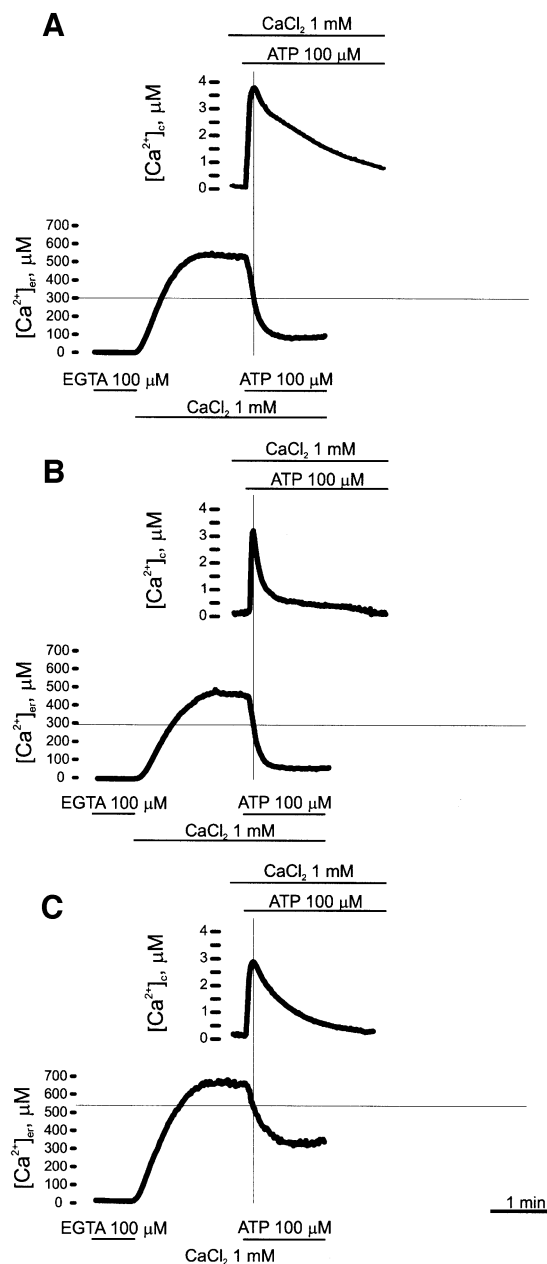 A
CaCl₂ 1 mM
ATP 100 µM
[Ca²⁺]c, µM
4
3
2
1
0
[Ca²⁺]er, µM
700
600
500
400
300
200
100
0
EGTA 100 µM
ATP 100 µM
CaCl₂ 1 mM
B
CaCl₂ 1 mM
ATP 100 µM
[Ca²⁺]c, µM
4
3
2
1
0
[Ca²⁺]er, µM
700
600
500
400
300
200
100
0
EGTA 100 µM
ATP 100 µM
CaCl₂ 1 mM
C
CaCl₂ 1 mM
ATP 100 µM
[Ca²⁺]c, µM
4
3
2
1
0
[Ca²⁺]er, µM
700
600
500
400
300
200
100
0
1 min
EGTA 100 µM
ATP 100 µM
CaCl₂ 1 mM